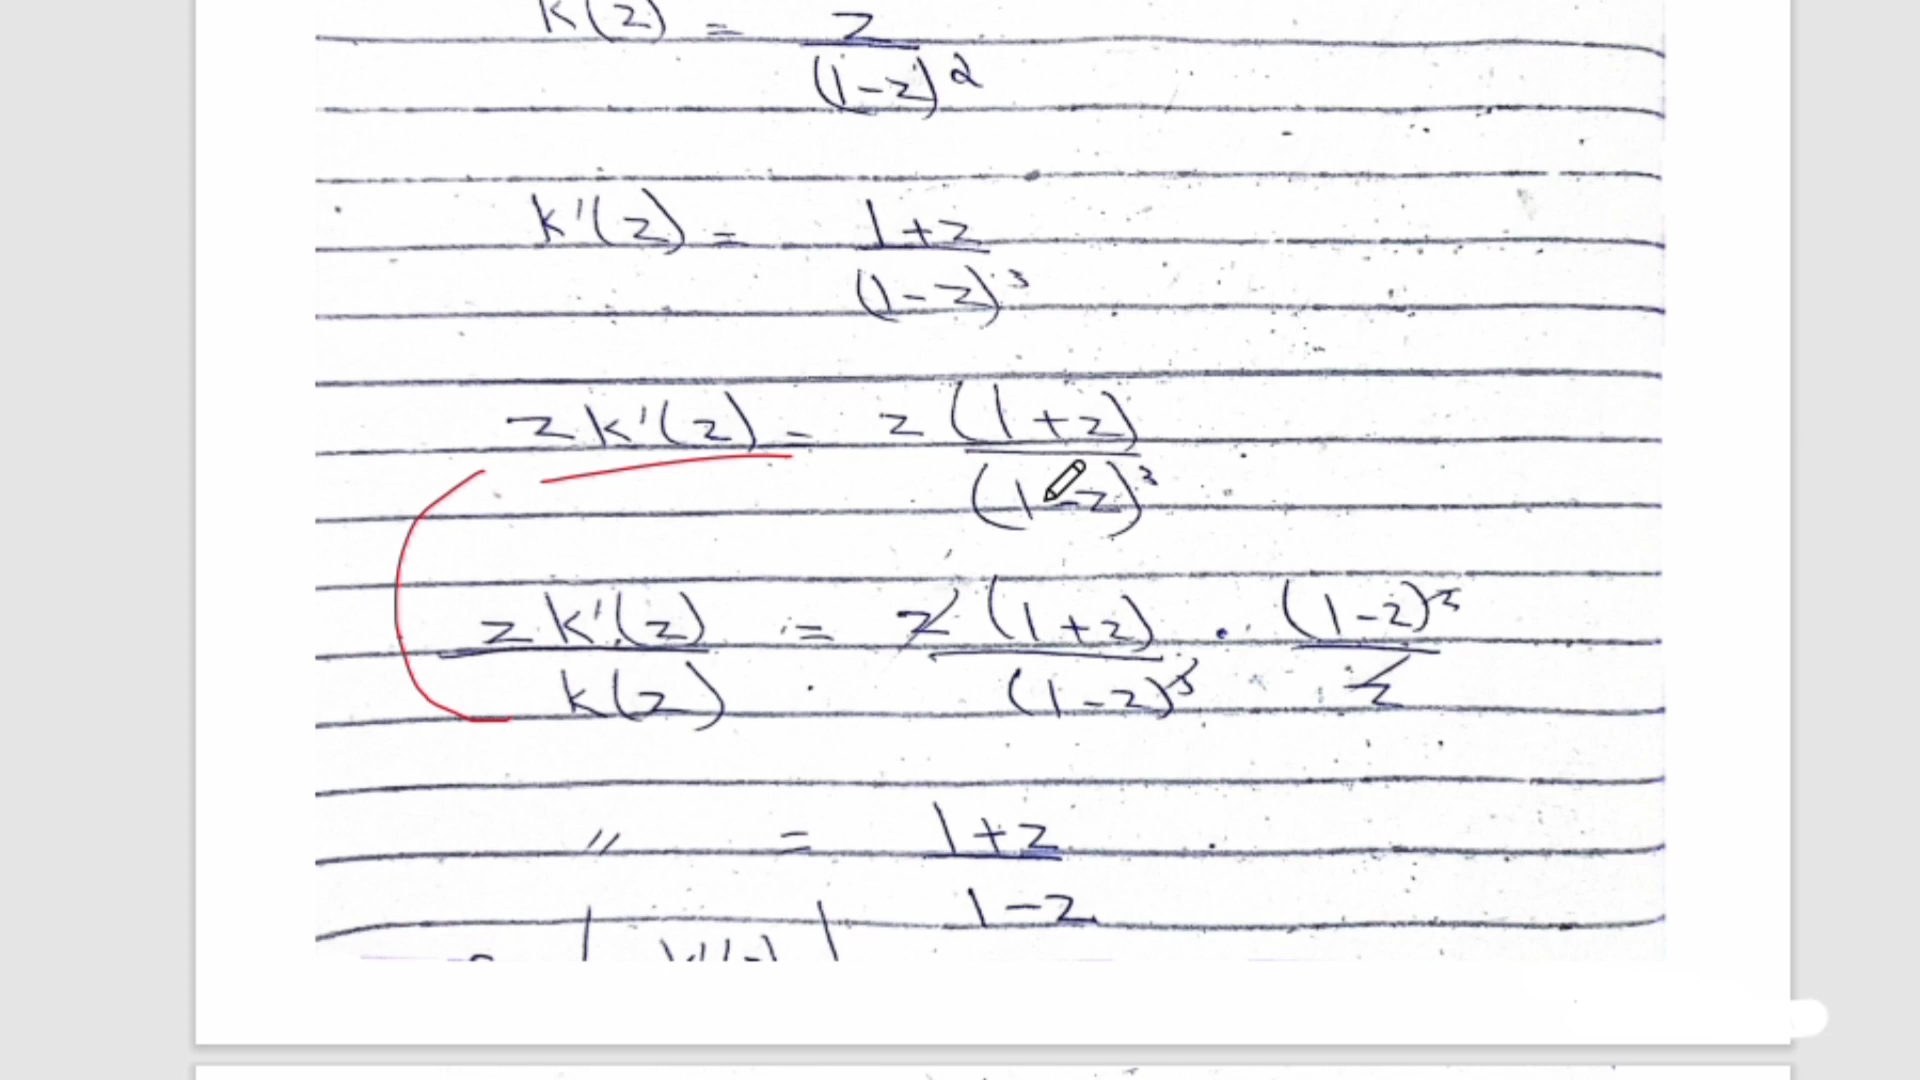 k(z) = z / (1-z)^2
k'(z) = 1+z / (1-z)^3
z k'(z) = z (1+z) / (1-z)^3
z k'(z) / k(z) = z (1+z) / (1-z)^3 . (1-z)^2 / z
〃 = 1+z / 1-z